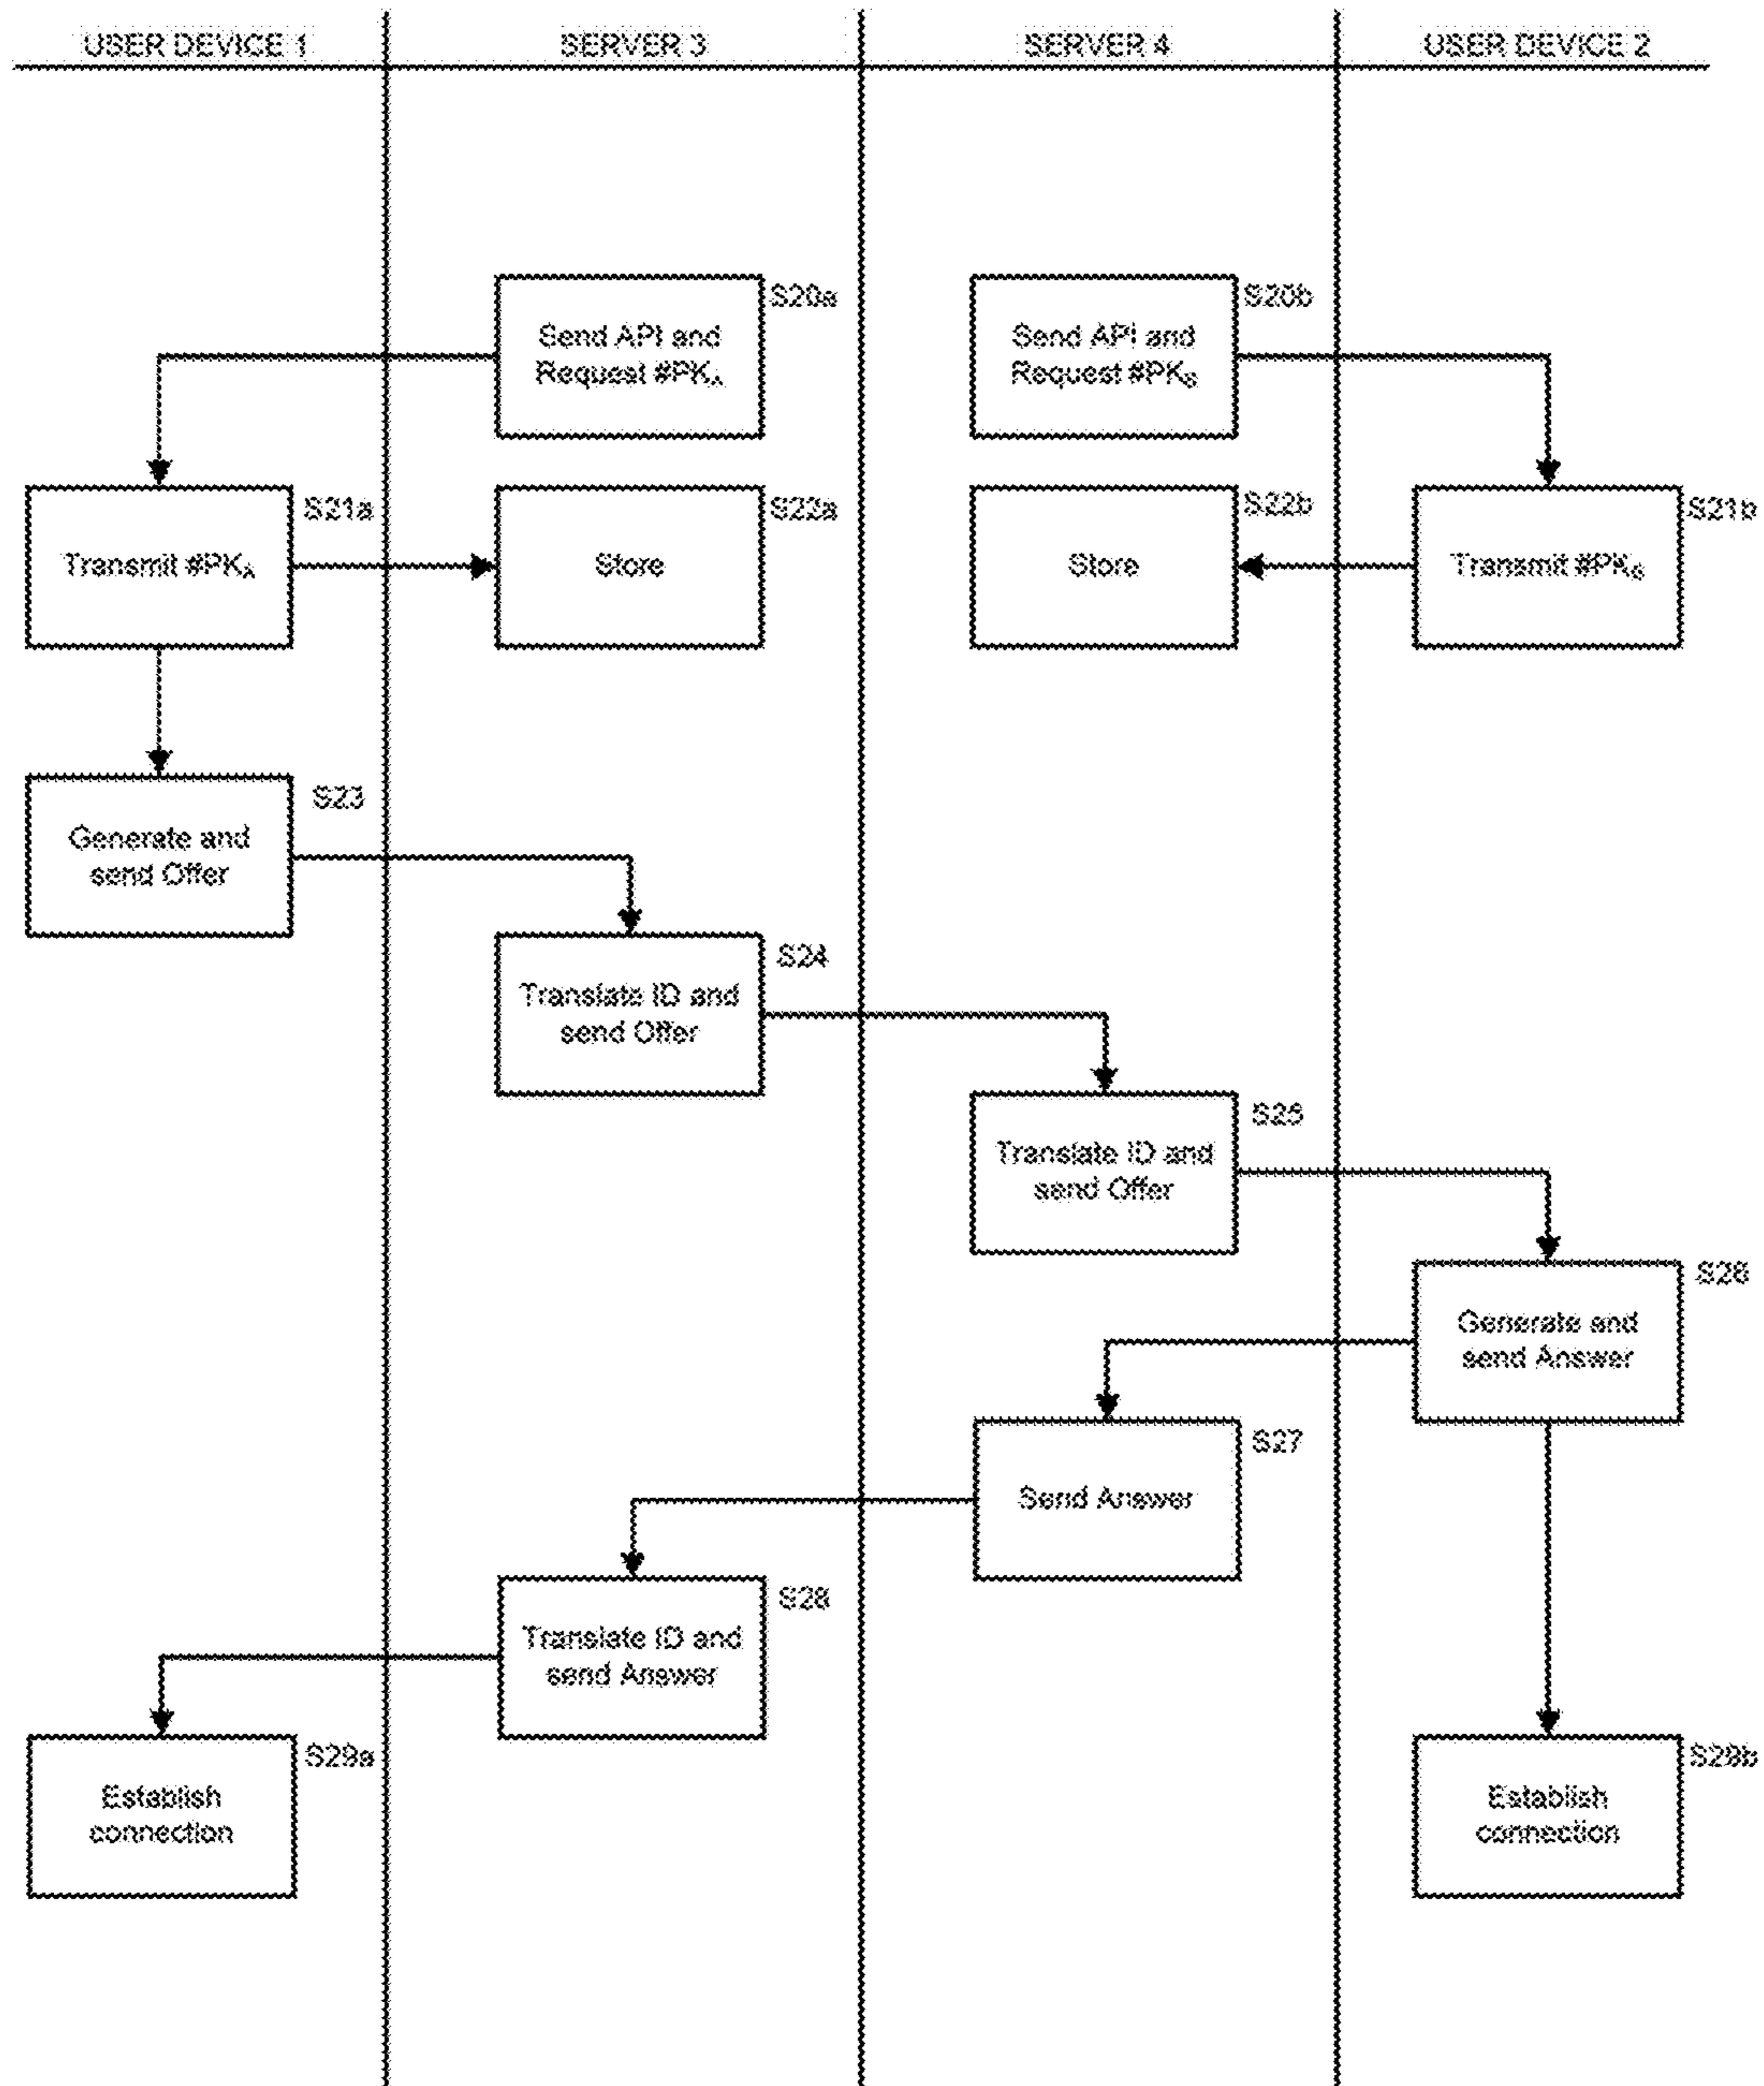 USER DEVICE 1
SERVER 3
SERVER 4
USER DEVICE 2
S20a
Send API and
Request #PKA
S20b
Send API and
Request #PKB
S21a
Transmit #PKA
S22a
Store
S22b
Store
S21b
Transmit #PKB
S23
Generate and
send Offer
S24
Translate ID and
send Offer
S25
Translate ID and
send Offer
S26
Generate and
send Answer
S27
Send Answer
S28
Translate ID and
send Answer
S29a
Establish
connection
S29b
Establish
connection